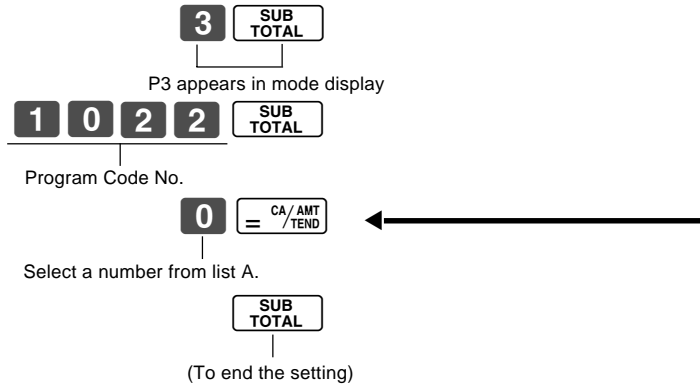 3 SUB
TOTAL
P3 appears in mode display
1 0 2 2 SUB
TOTAL
Program Code No.
0 = CA/AMT
/TEND
Select a number from list A.
SUB
TOTAL
(To end the setting)